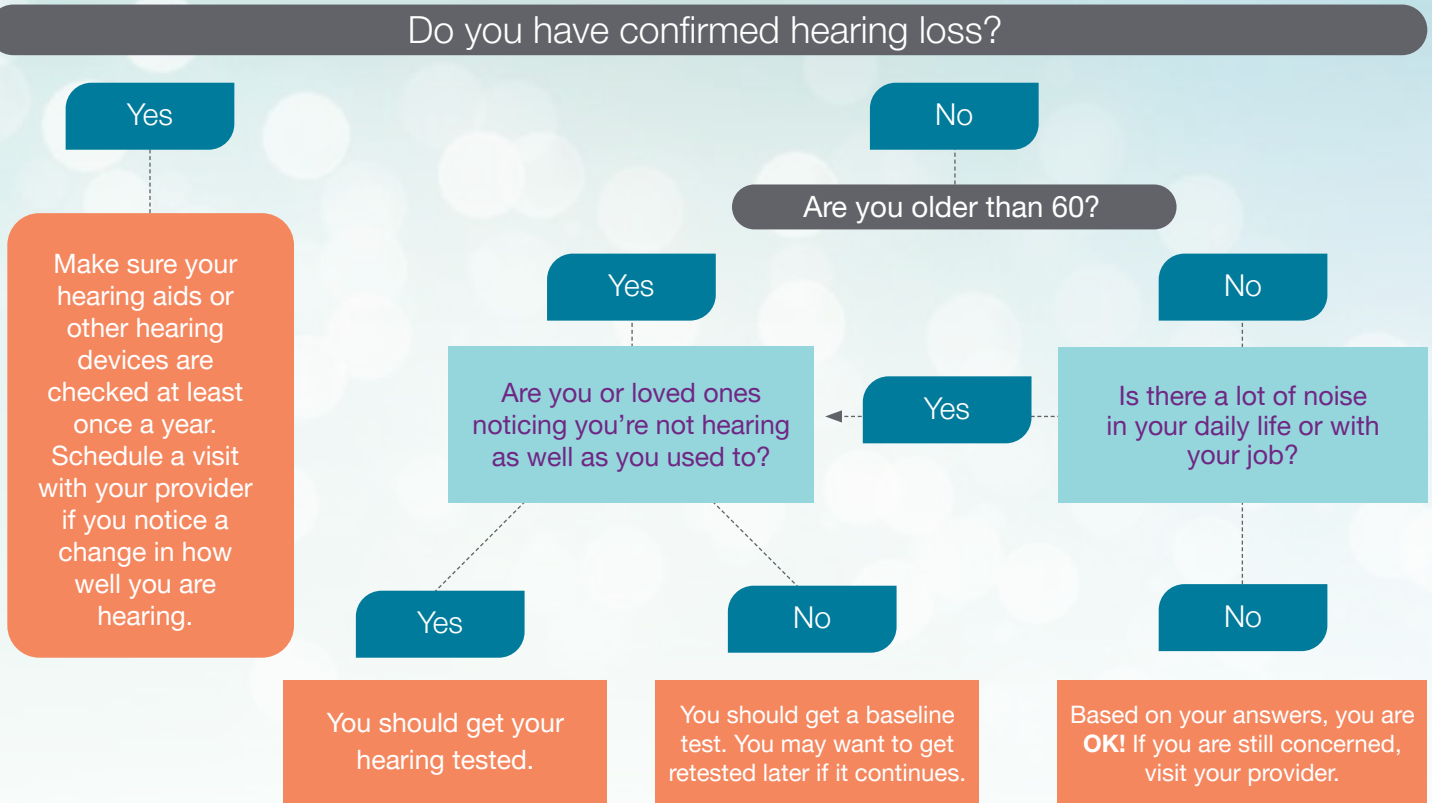 Do you have confirmed hearing loss?
Yes
No
Make sure your
hearing aids or
other hearing
devices are
checked at least
once a year.
Schedule a visit
with your provider
if you notice a
change in how
well you are
hearing.
Are you older than 60?
Yes
No
Are you or loved ones
noticing you’re not hearing
as well as you used to?
Yes
Is there a lot of noise
in your daily life or with
your job?
Yes
No
No
You should get your
hearing tested.
You should get a baseline
test. You may want to get
retested later if it continues.
Based on your answers, you are
OK! If you are still concerned,
visit your provider.